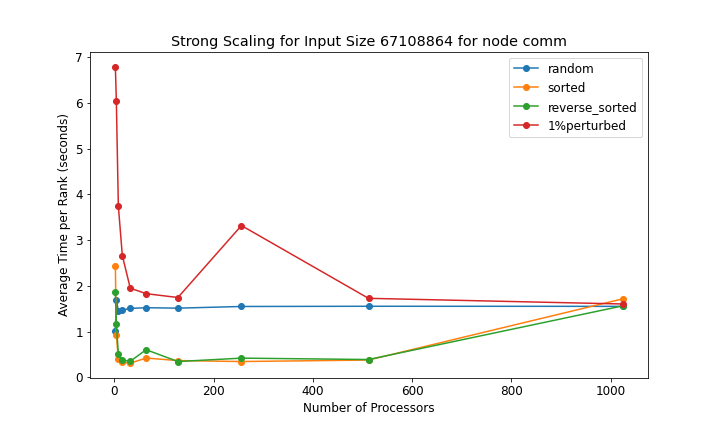 Strong Scaling for Input Size 67108864 for node comm
7
6
5
4
3
2
1
0
Average Time per Rank (seconds)
random
sorted
reverse_sorted
1%perturbed
0
200
400
600
800
1000
Number of Processors